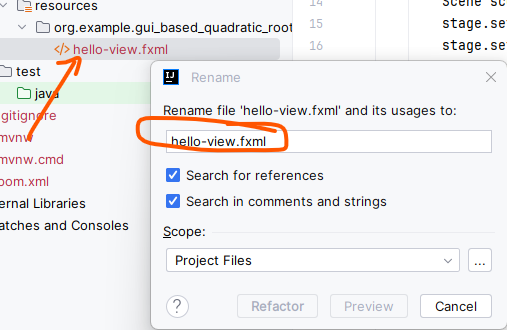 resources
org.example.gui_based_quadratic_root
</> hello-view.fxml
test
java
gitignore
mvnw
mvnw.cmd
pom.xml
ernal Libraries
ratches and Consoles
14
15
16
Scene sc
stage.se
stage.se
IJ
Rename
Rename file 'hello-view.fxml' and its usages to:
hello-view.fxml
Search for references
Search in comments and strings
Scope:
Project Files
...
?
Refactor
Preview
Cancel